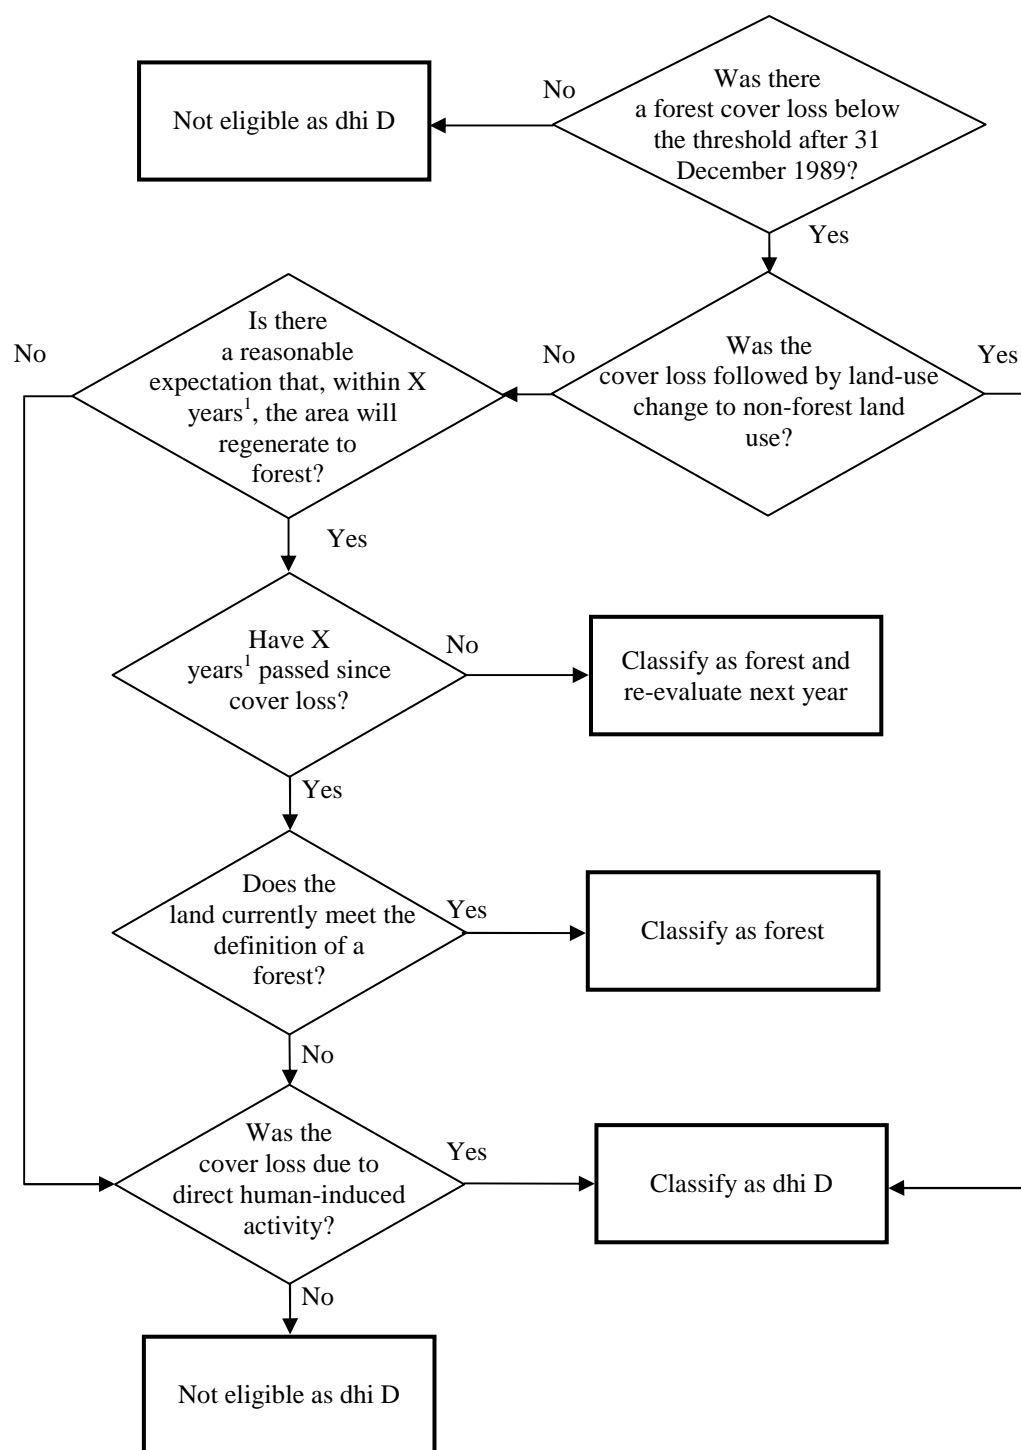 Was there
a forest cover loss below
the threshold after 31
December 1989?
No
Not eligible as dhi D
Yes
Was the
cover loss followed by land-use
change to non-forest land
use?
No
Yes
Is there
a reasonable
expectation that, within X
years1, the area will
regenerate to
forest?
No
Yes
Have X
years1 passed since
cover loss?
No
Classify as forest and
re-evaluate next year
Yes
Does the
land currently meet the
definition of a
forest?
Yes
Classify as forest
No
Was the
cover loss due to
direct human-induced
activity?
Yes
Classify as dhi D
No
Not eligible as dhi D